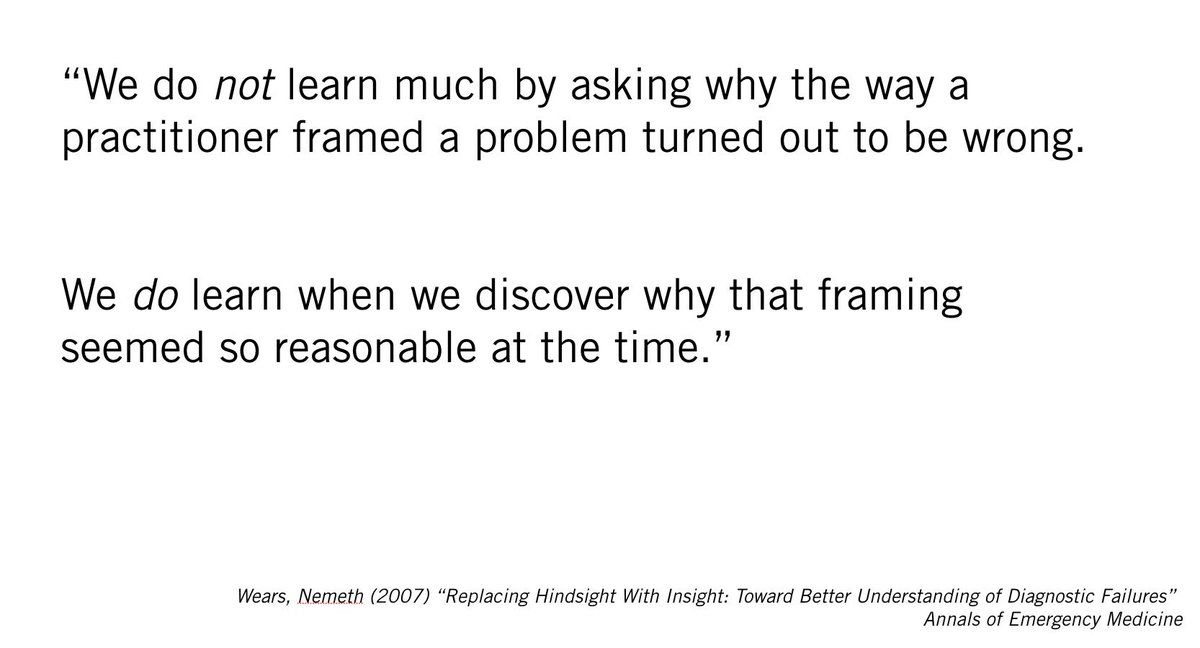 “We do not learn much by asking why the way a
practitioner framed a problem turned out to be wrong.
We do learn when we discover why that framing
seemed so reasonable at the time.”
Wears, Nemeth (2007) “Replacing Hindsight With Insight: Toward Better Understanding of Diagnostic Failures”
Annals of Emergency Medicine